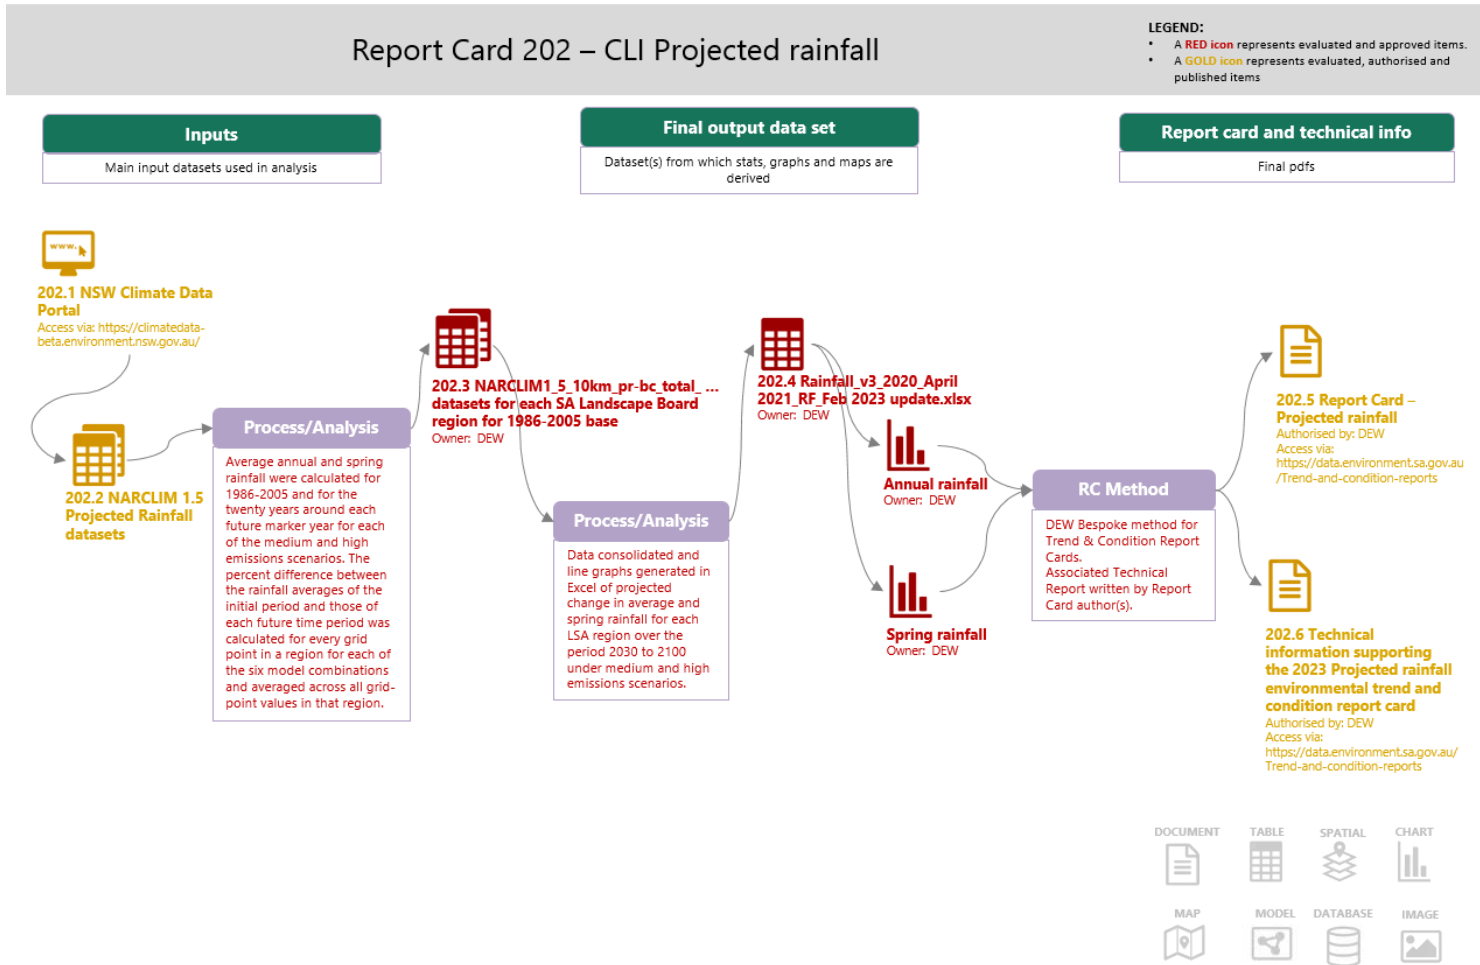 Report Card 202 – CLI Projected rainfall
LEGEND:
• A RED icon represents evaluated and approved items.
• A GOLD icon represents evaluated, authorised and
published items
Inputs
Main input datasets used in analysis
Final output data set
Dataset(s) from which stats, graphs and maps are
derived
Report card and technical info
Final pdfs
www.
202.1 NSW Climate Data
Portal
Access via: https://climatedata-
beta.environment.nsw.gov.au/
202.2 NARCLIM 1.5
Projected Rainfall
datasets
Process/Analysis
Average annual and spring
rainfall were calculated for
1986-2005 and for the
twenty years around each
future marker year for each
of the medium and high
emissions scenarios. The
percent difference between
the rainfall averages of the
initial period and those of
each future time period was
calculated for every grid
point in a region for each of
the six model combinations
and averaged across all grid-
point values in that region.
202.3 NARCLIM1_5_10km_pr-bc_total_ ...
datasets for each SA Landscape Board
region for 1986-2005 base
Owner: DEW
Process/Analysis
Data consolidated and
line graphs generated in
Excel of projected
change in average and
spring rainfall for each
LSA region over the
period 2030 to 2100
under medium and high
emissions scenarios.
202.4 Rainfall_v3_2020_April
2021_RF_Feb 2023 update.xlsx
Owner: DEW
Annual rainfall
Owner: DEW
Spring rainfall
Owner: DEW
RC Method
DEW Bespoke method for
Trend & Condition Report
Cards.
Associated Technical
Report written by Report
Card author(s).
202.5 Report Card –
Projected rainfall
Authorised by: DEW
Access via:
https://data.environment.sa.gov.au
/Trend-and-condition-reports
202.6 Technical
information supporting
the 2023 Projected rainfall
environmental trend and
condition report card
Authorised by: DEW
Access via:
https://data.environment.sa.gov.au/
Trend-and-condition-reports
DOCUMENT TABLE SPATIAL CHART
MAP MODEL DATABASE IMAGE